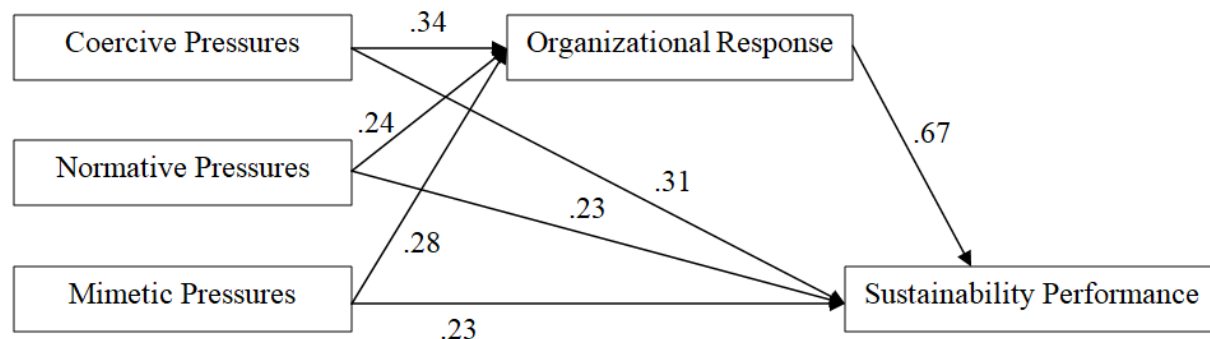 Coercive Pressures
.34
Organizational Response
.24
.67
Normative Pressures
.31
.23
.28
Mimetic Pressures
Sustainability Performance
.23